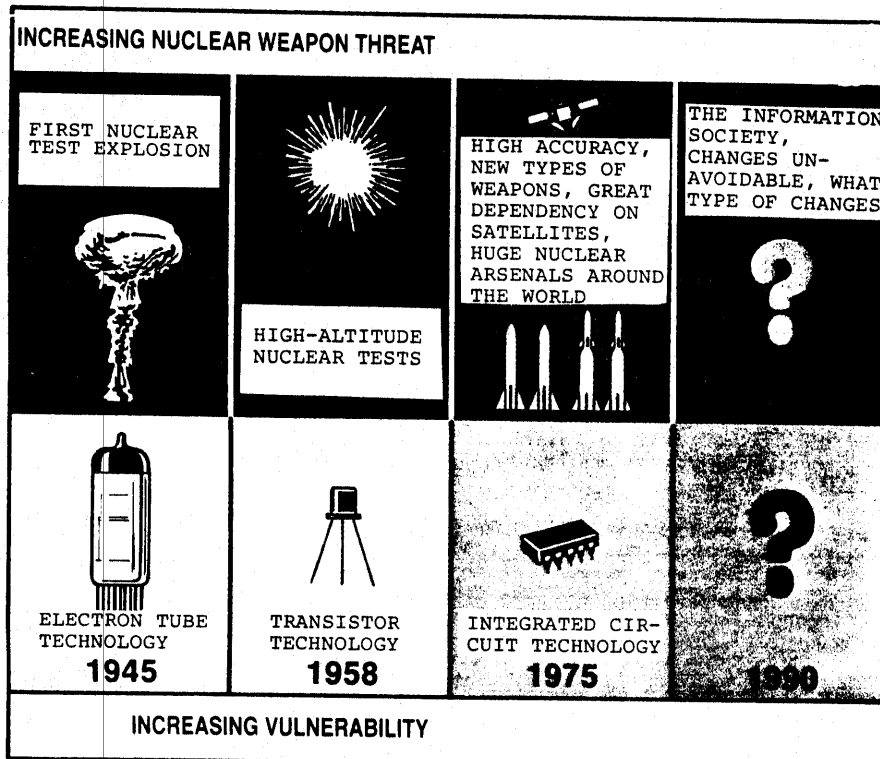 INCREASING NUCLEAR WEAPON THREAT
FIRST NUCLEAR
TEST EXPLOSION
HIGH-ALTITUDE
NUCLEAR TESTS
HIGH ACCURACY,
NEW TYPES OF
WEAPONS, GREAT
DEPENDENCY ON
SATELLITES,
HUGE NUCLEAR
ARSENALS AROUND
THE WORLD
THE INFORMATION
SOCIETY,
CHANGES UN-
AVOIDABLE, WHAT
TYPE OF CHANGES
?
ELECTRON TUBE
TECHNOLOGY
1945
TRANSISTOR
TECHNOLOGY
1958
INTEGRATED CIR-
CUIT TECHNOLOGY
1975
?
1990
INCREASING VULNERABILITY